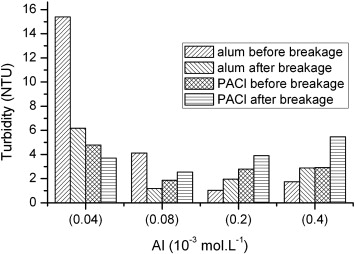 16
14
12
10
8
6
4
2
0
Turbidity (NTU)
alum before breakage
alum after breakage
PACl before breakage
PACl after breakage
(0.04) (0.08) (0.2) (0.4)
Al (10⁻³ mol.L⁻¹)